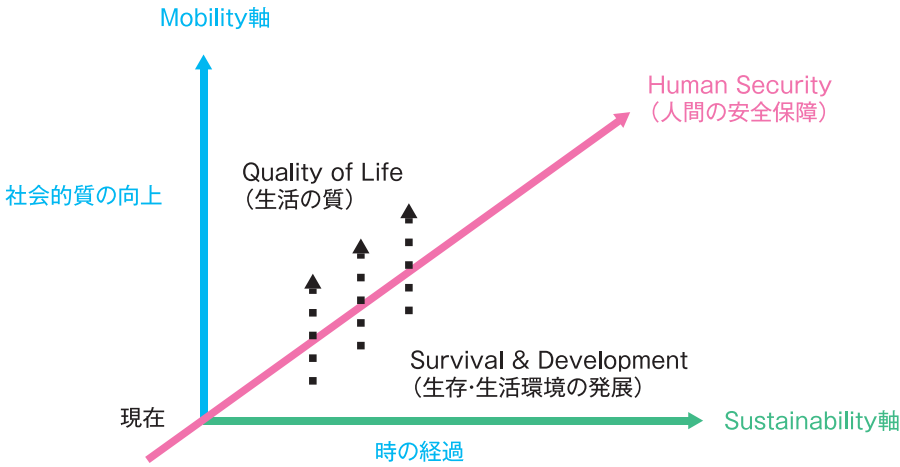 Mobility軸
Human Security
（人間の安全保障）
Quality of Life
（生活の質）
社会的質の向上
Survival & Development
（生存・生活環境の発展）
現在
Sustainability軸
時の経過